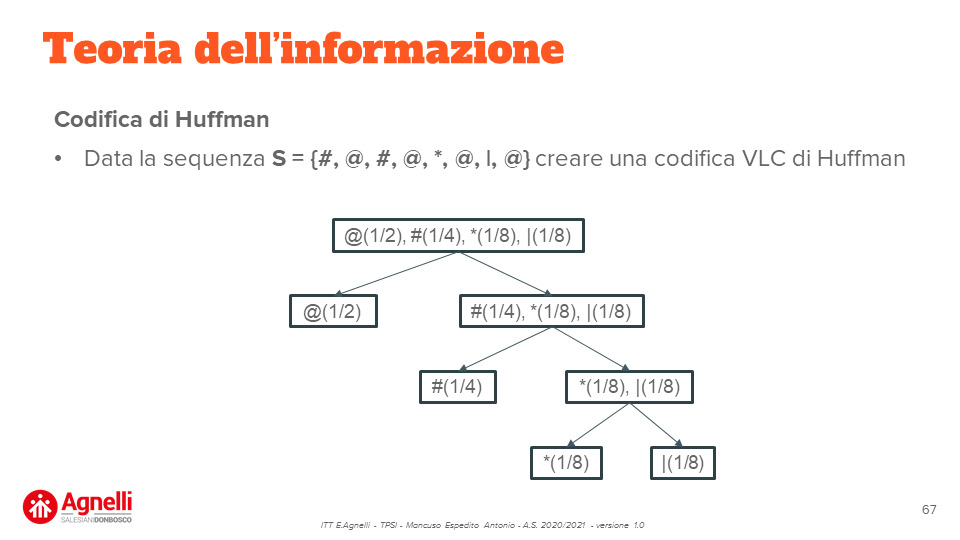 Teoria dell'informazione
Codifica di Huffman
• Data la sequenza S = {#, @, #, @, *, @, |, @} creare una codifica VLC di Huffman
@(1/2), #(1/4), *(1/8), |(1/8)
@(1/2)
#(1/4), *(1/8), |(1/8)
#(1/4)
*(1/8), |(1/8)
*(1/8)
|(1/8)
Agnelli
SALESIANI DONBOSCO
ITT E.Agnelli - TPSI - Mancuso Espedito Antonio - A.S. 2020/2021 - versione 1.0
67